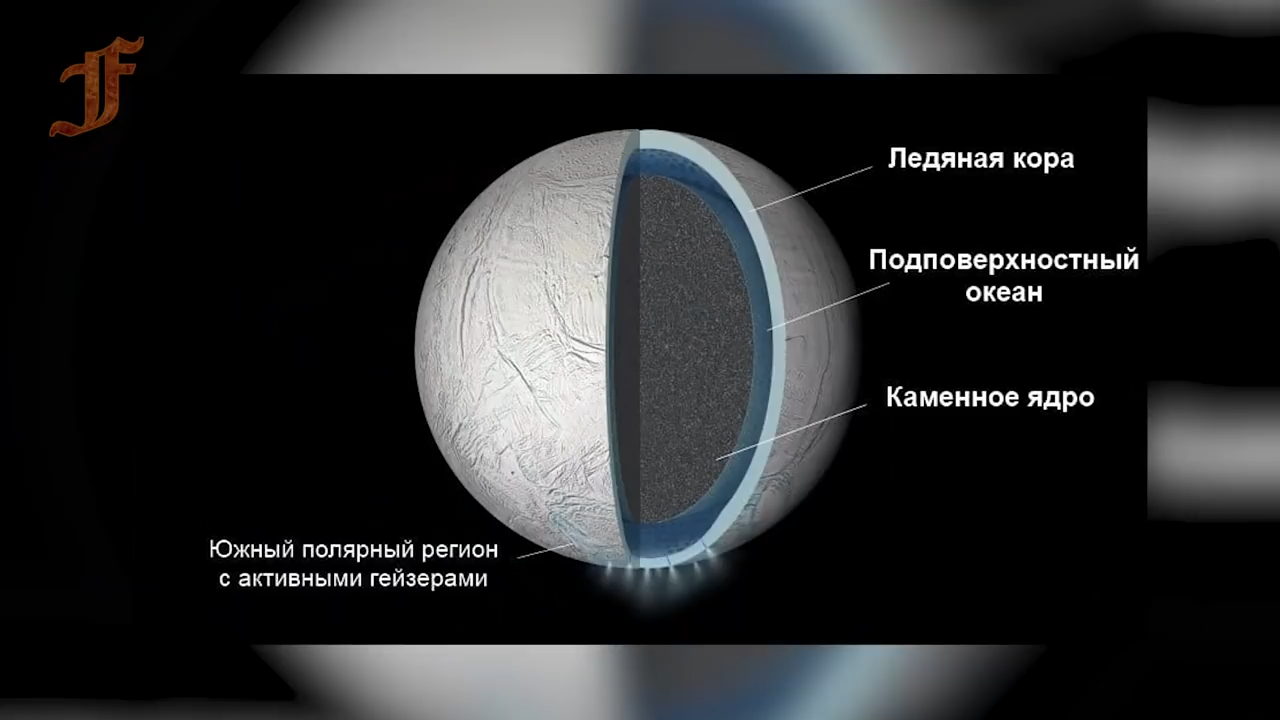 Ледяная кора
Подповерхностный
океан
Каменное ядро
Южный полярный регион
с активными гейзерами